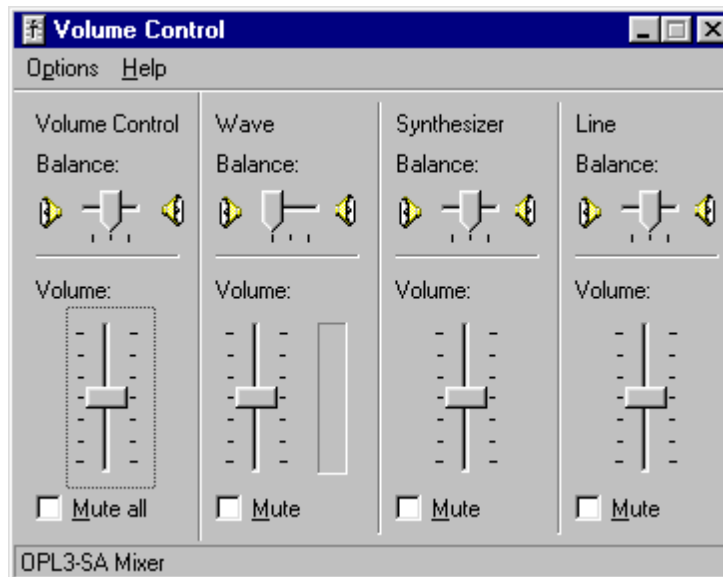 Volume Control
Options Help
Volume Control Wave Synthesizer Line
Balance: Balance: Balance: Balance:
Volume: Volume: Volume: Volume:
Mute all Mute Mute Mute
OPL3-SA Mixer